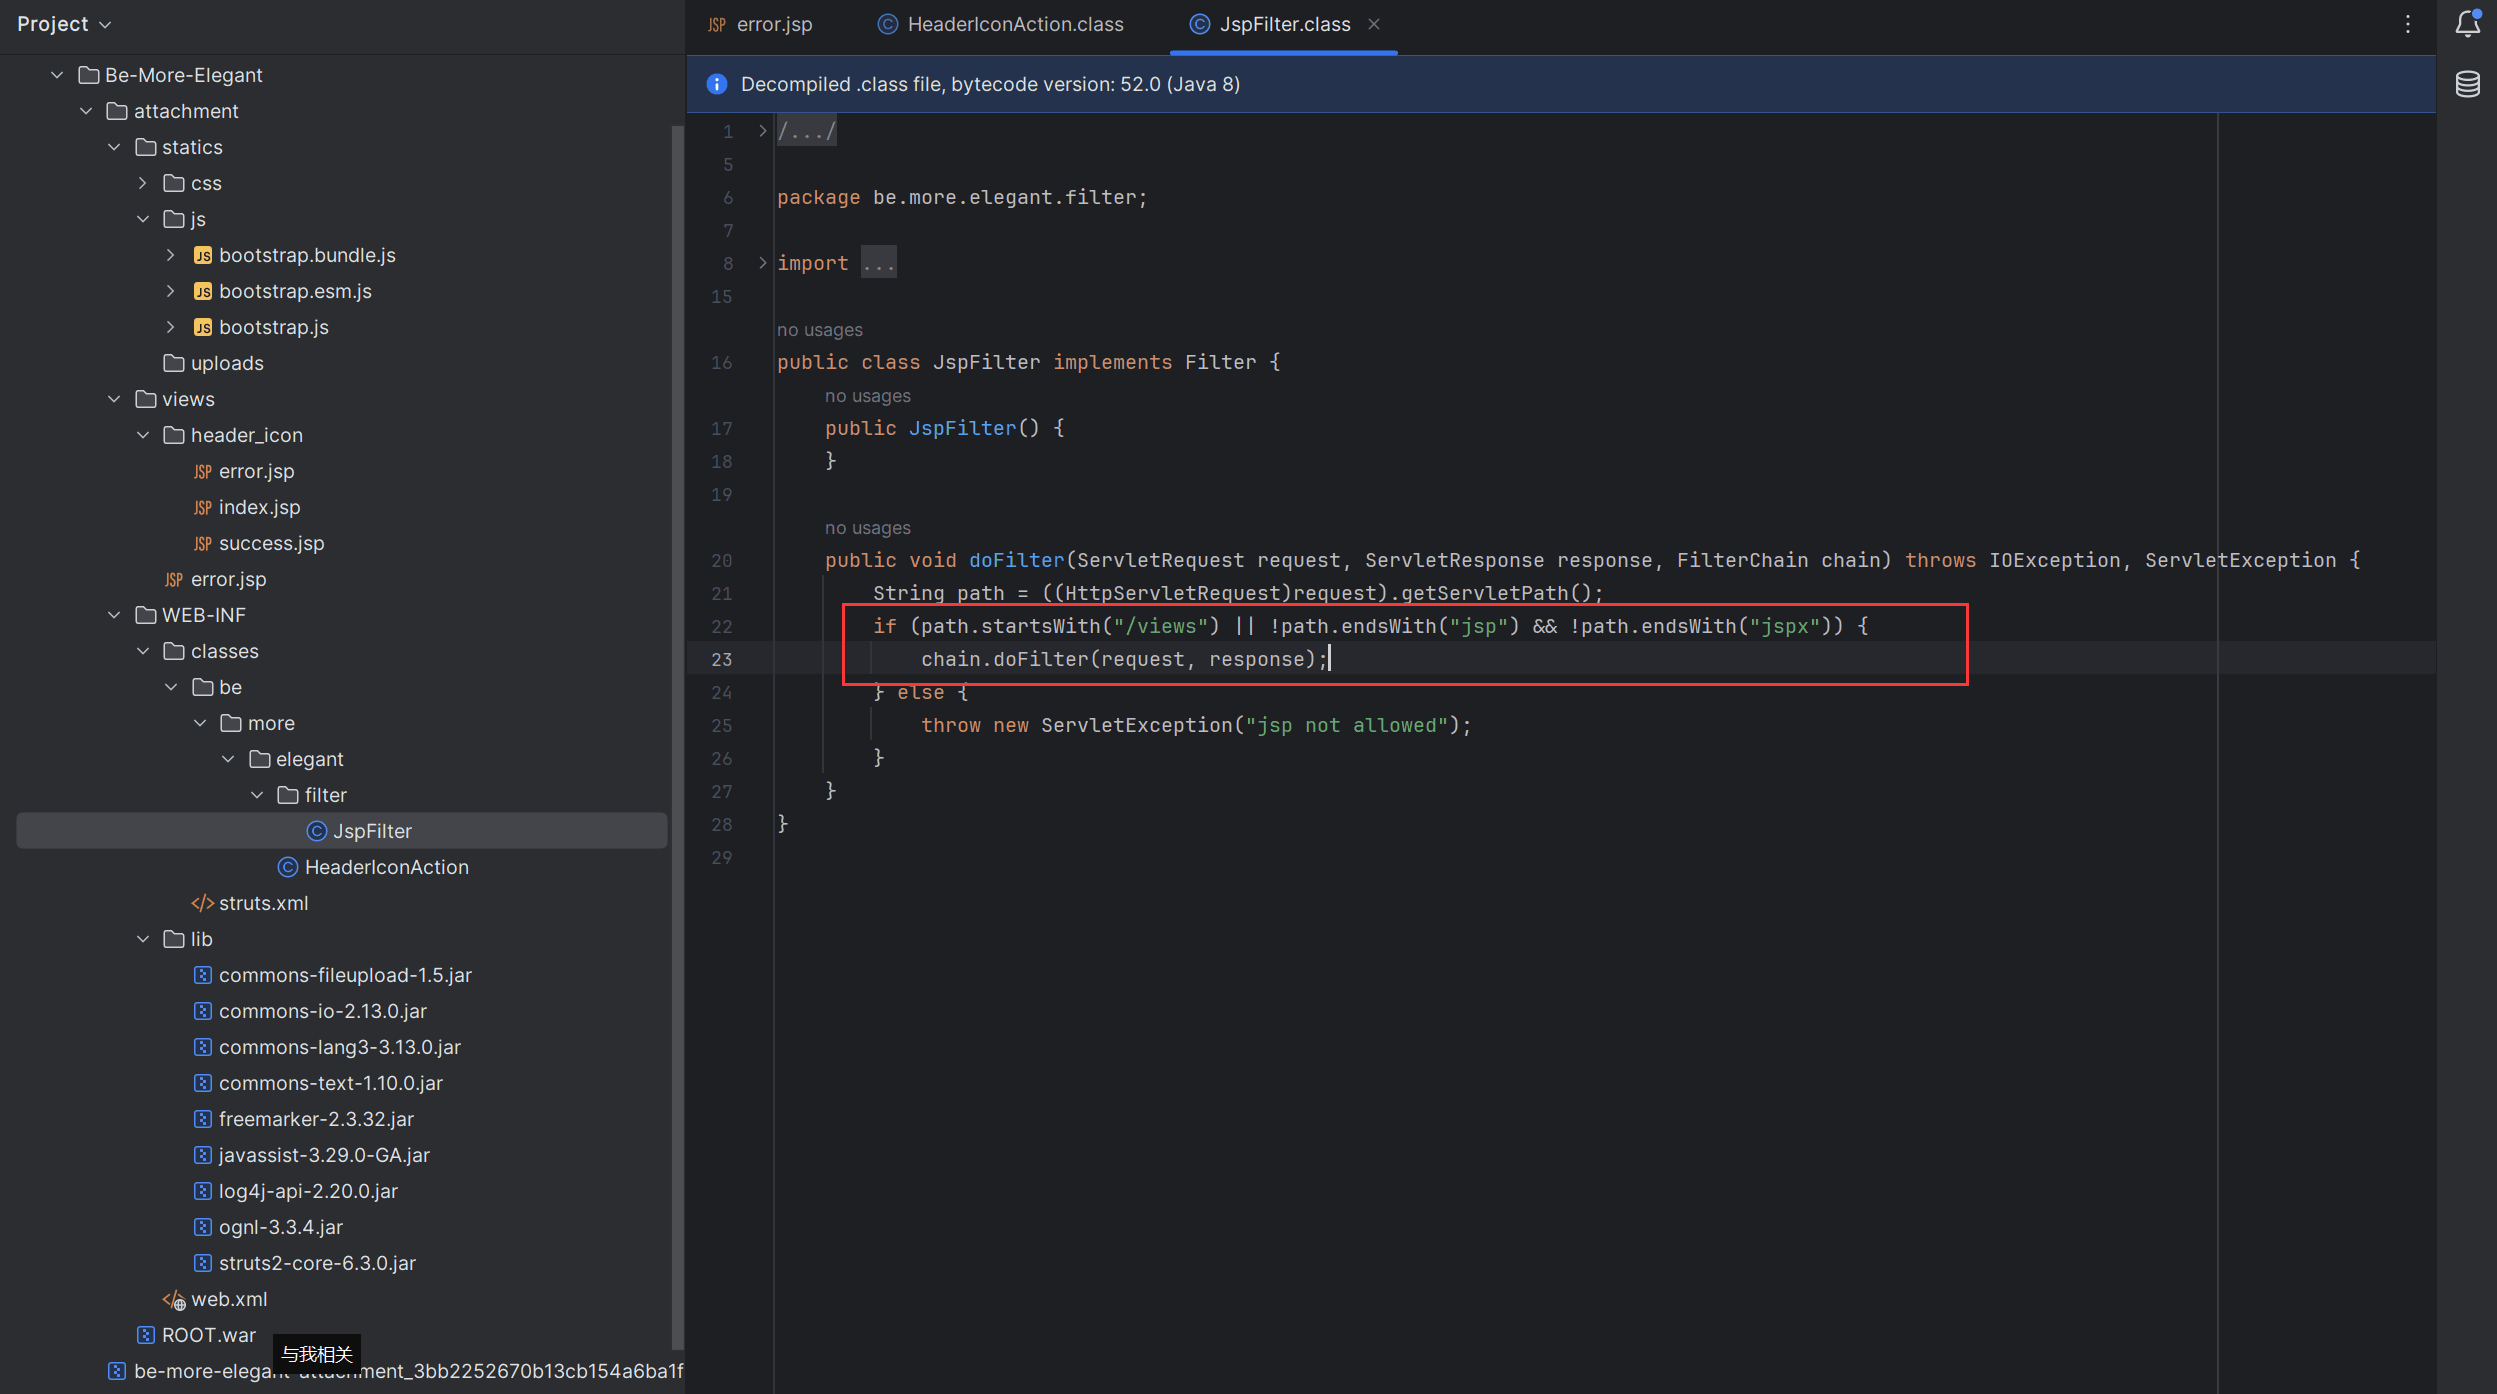 Project
Be-More-Elegant
attachment
statics
css
js
bootstrap.bundle.js
bootstrap.esm.js
bootstrap.js
uploads
views
header_icon
error.jsp
index.jsp
success.jsp
error.jsp
WEB-INF
classes
be
more
elegant
filter
JspFilter
HeaderIconAction
struts.xml
lib
commons-fileupload-1.5.jar
commons-io-2.13.0.jar
commons-lang3-3.13.0.jar
commons-text-1.10.0.jar
freemarker-2.3.32.jar
javassist-3.29.0-GA.jar
log4j-api-2.20.0.jar
ognl-3.3.4.jar
struts2-core-6.3.0.jar
web.xml
ROOT.war
与我相关
be-more-elegant-attachment_3bb2252670b13cb154a6ba1f
error.jsp HeaderIconAction.class JspFilter.class
Decompiled .class file, bytecode version: 52.0 (Java 8)
1 /.../
5
6 package be.more.elegant.filter;
7
8 import ...
15
no usages
16 public class JspFilter implements Filter {
no usages
17 public JspFilter() {
18 }
19
no usages
20 public void doFilter(ServletRequest request, ServletResponse response, FilterChain chain) throws IOException, ServletException {
21 String path = ((HttpServletRequest)request).getServletPath();
22 if (path.startsWith("/views") || !path.endsWith("jsp") && !path.endsWith("jspx")) {
23 chain.doFilter(request, response);
24 } else {
25 throw new ServletException("jsp not allowed");
26 }
27 }
28 }
29